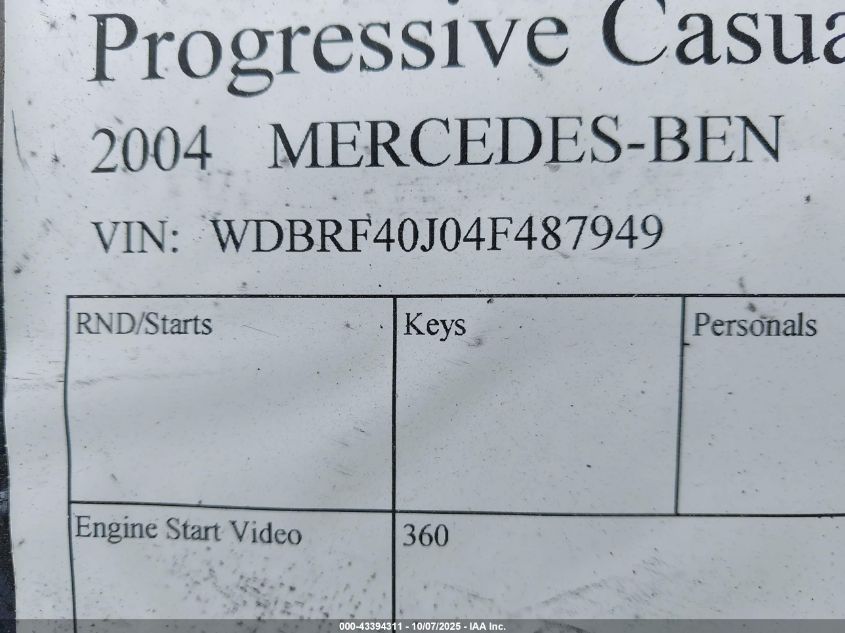 Progressive Casua
2004 MERCEDES-BEN
VIN: WDBRF40J04F487949
RND/Starts
Keys
Personals
Engine Start Video
360
000-43394311 - 10/07/2025 - IAA Inc.